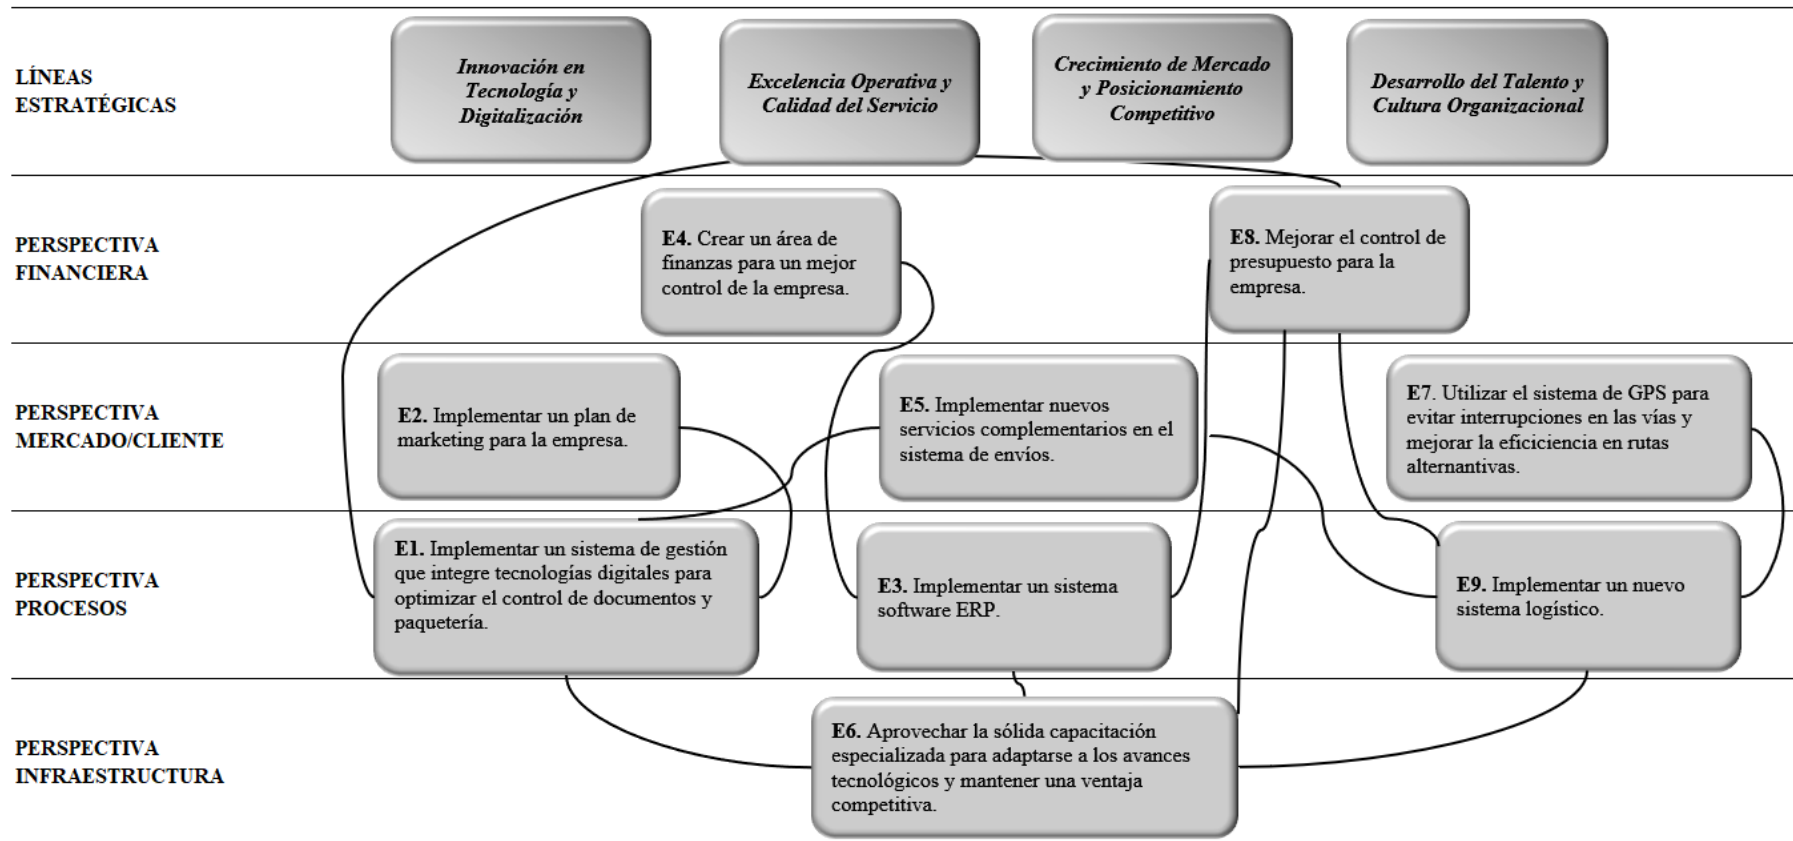 LÍNEAS
ESTRATÉGICAS
Innovación en
Tecnología y
Digitalización
Excelencia Operativa y
Calidad del Servicio
Crecimiento de Mercado
y Posicionamiento
Competitivo
Desarrollo del Talento y
Cultura Organizacional
PERSPECTIVA
FINANCIERA
E4. Crear un área de
finanzas para un mejor
control de la empresa.
E8. Mejorar el control de
presupuesto para la
empresa.
PERSPECTIVA
MERCADO/CLIENTE
E2. Implementar un plan de
marketing para la empresa.
E5. Implementar nuevos
servicios complementarios en el
sistema de envíos.
E7. Utilizar el sistema de GPS para
evitar interrupciones en las vías y
mejorar la eficiciencia en rutas
alternantivas.
PERSPECTIVA
PROCESOS
E1. Implementar un sistema de gestión
que integre tecnologías digitales para
optimizar el control de documentos y
paquetería.
E3. Implementar un sistema
software ERP.
E9. Implementar un nuevo
sistema logístico.
PERSPECTIVA
INFRAESTRUCTURA
E6. Aprovechar la sólida capacitación
especializada para adaptarse a los avances
tecnológicos y mantener una ventaja
competitiva.